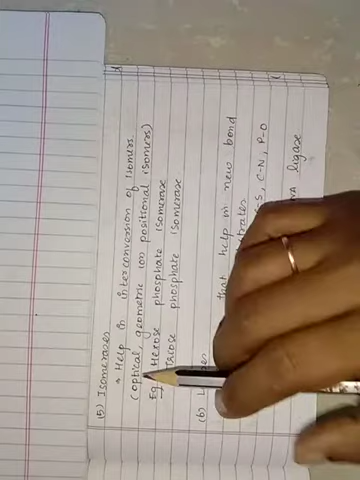 (5) Isomerases
→ Help in interconversion of Isomers
(optical, geometric ion positional isomers)
Eg Hexose phosphate isomerase
Triose phosphate isomerase
(6)
that help in new bond
C-N, P-O
ligase